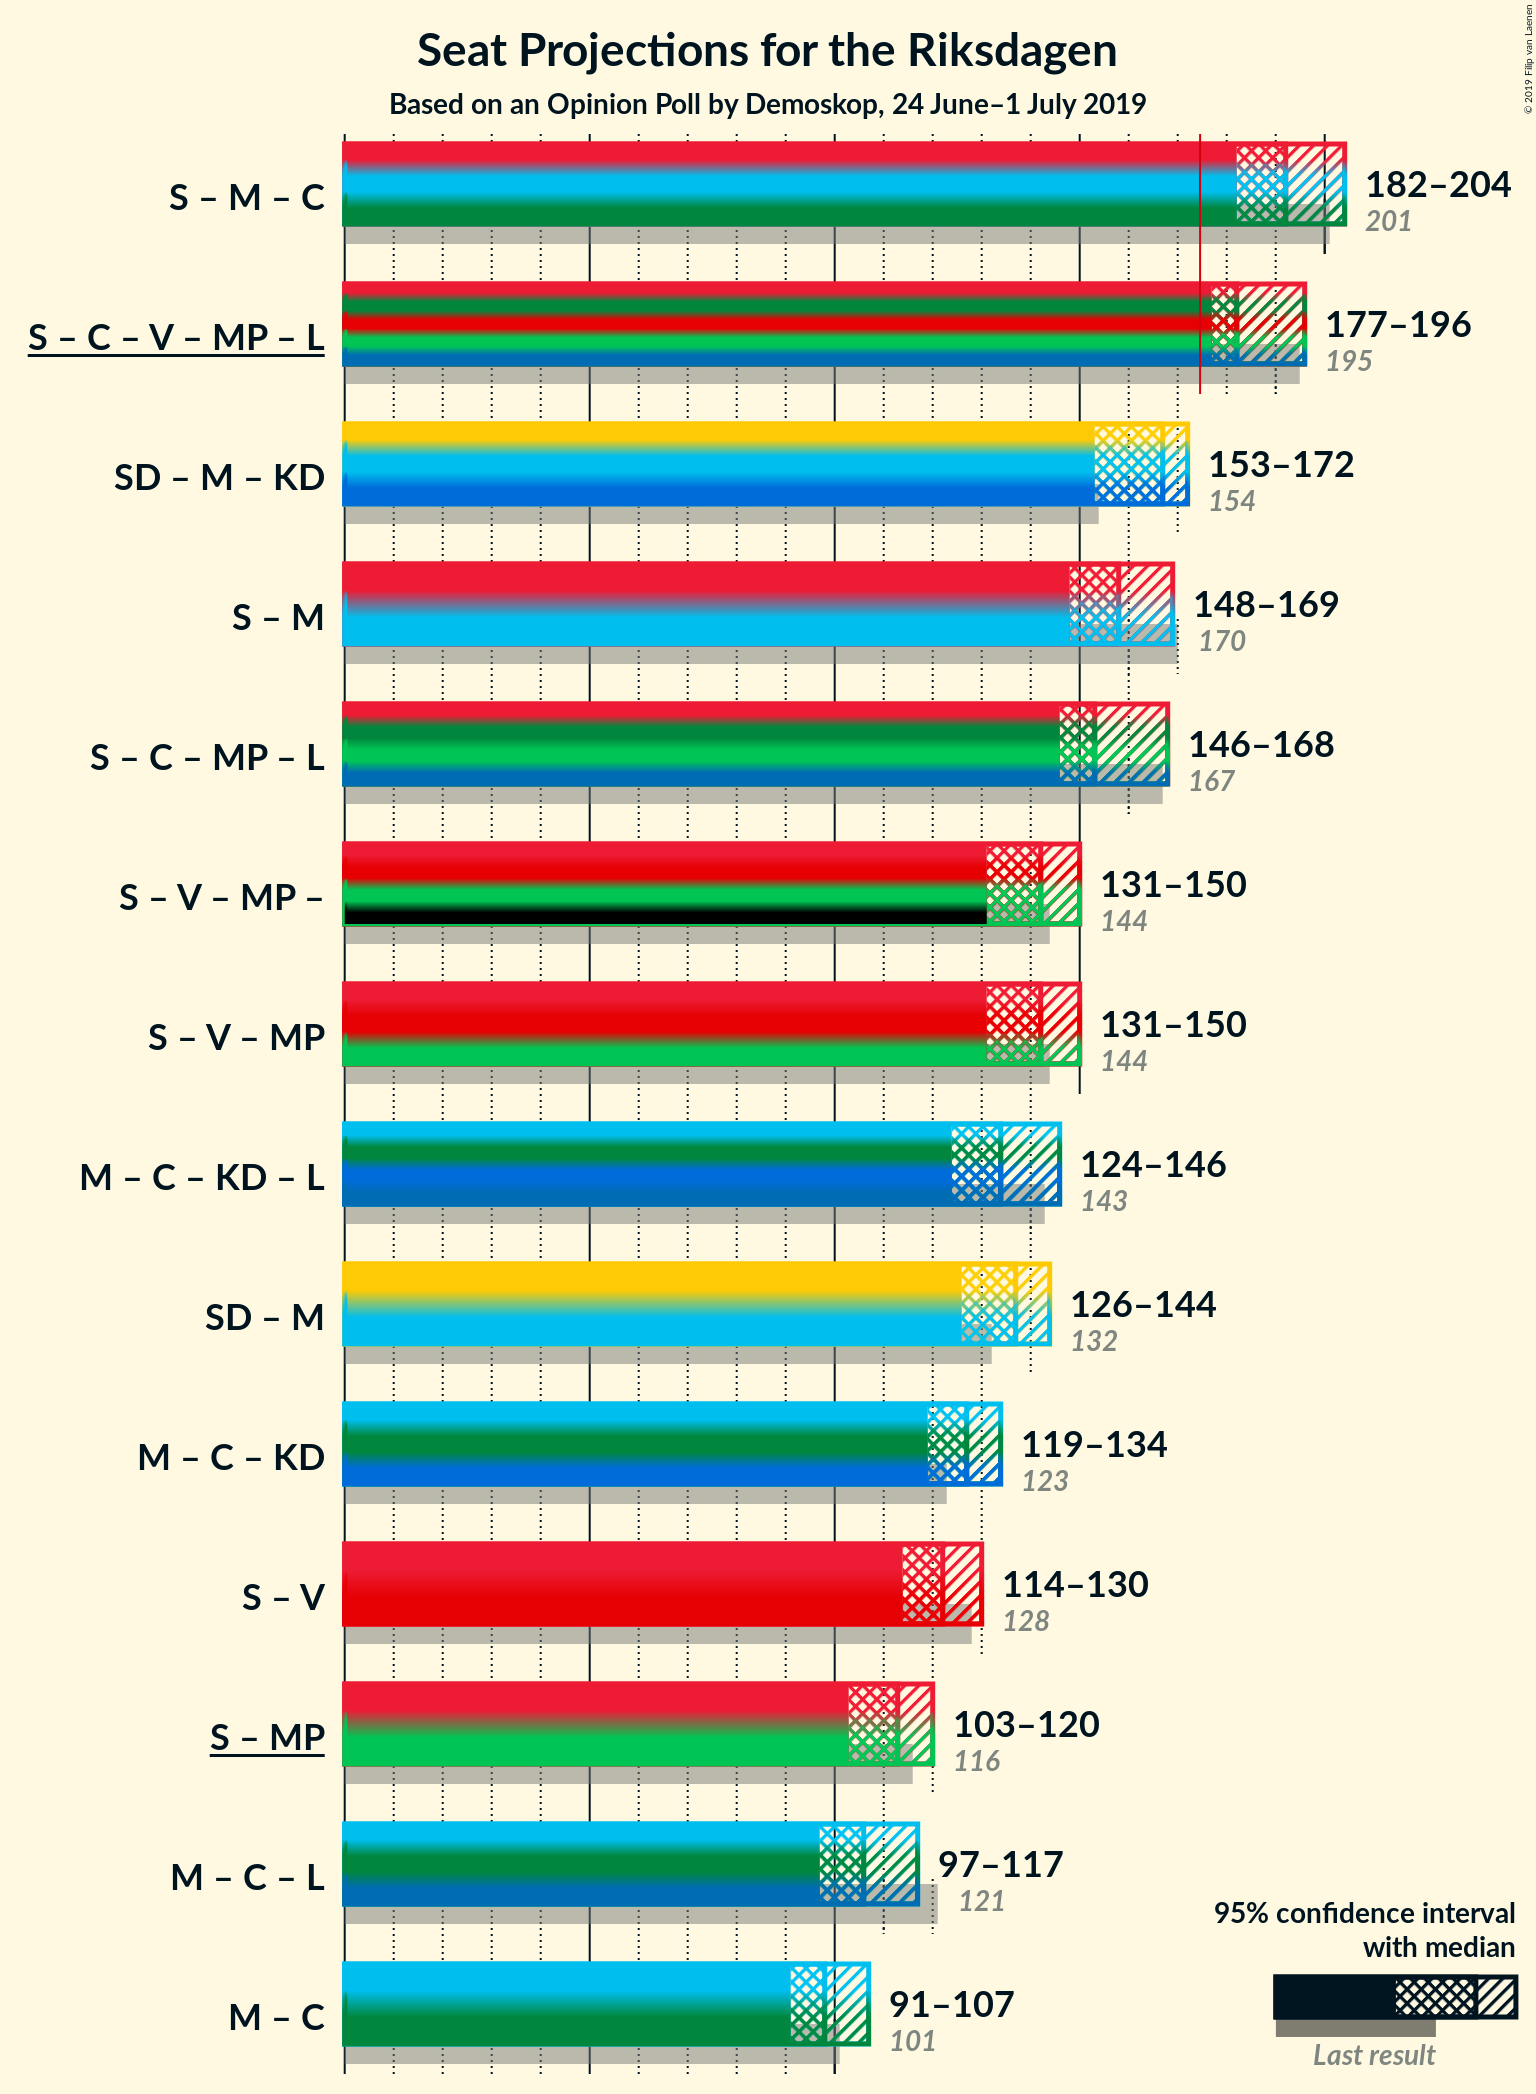 Seat Projections for the Riksdagen
Based on an Opinion Poll by Demoskop, 24 June–1 July 2019
© 2019 Filip van Laenen
S – M – C
182–204
201
S – C – V – MP – L
177–196
195
SD – M – KD
153–172
154
S – M
148–169
170
S – C – MP – L
146–168
167
S – V – MP –
131–150
144
S – V – MP
131–150
144
M – C – KD – L
124–146
143
SD – M
126–144
132
M – C – KD
119–134
123
S – V
114–130
128
S – MP
103–120
116
M – C – L
97–117
121
M – C
91–107
101
95% confidence interval
with median
Last result